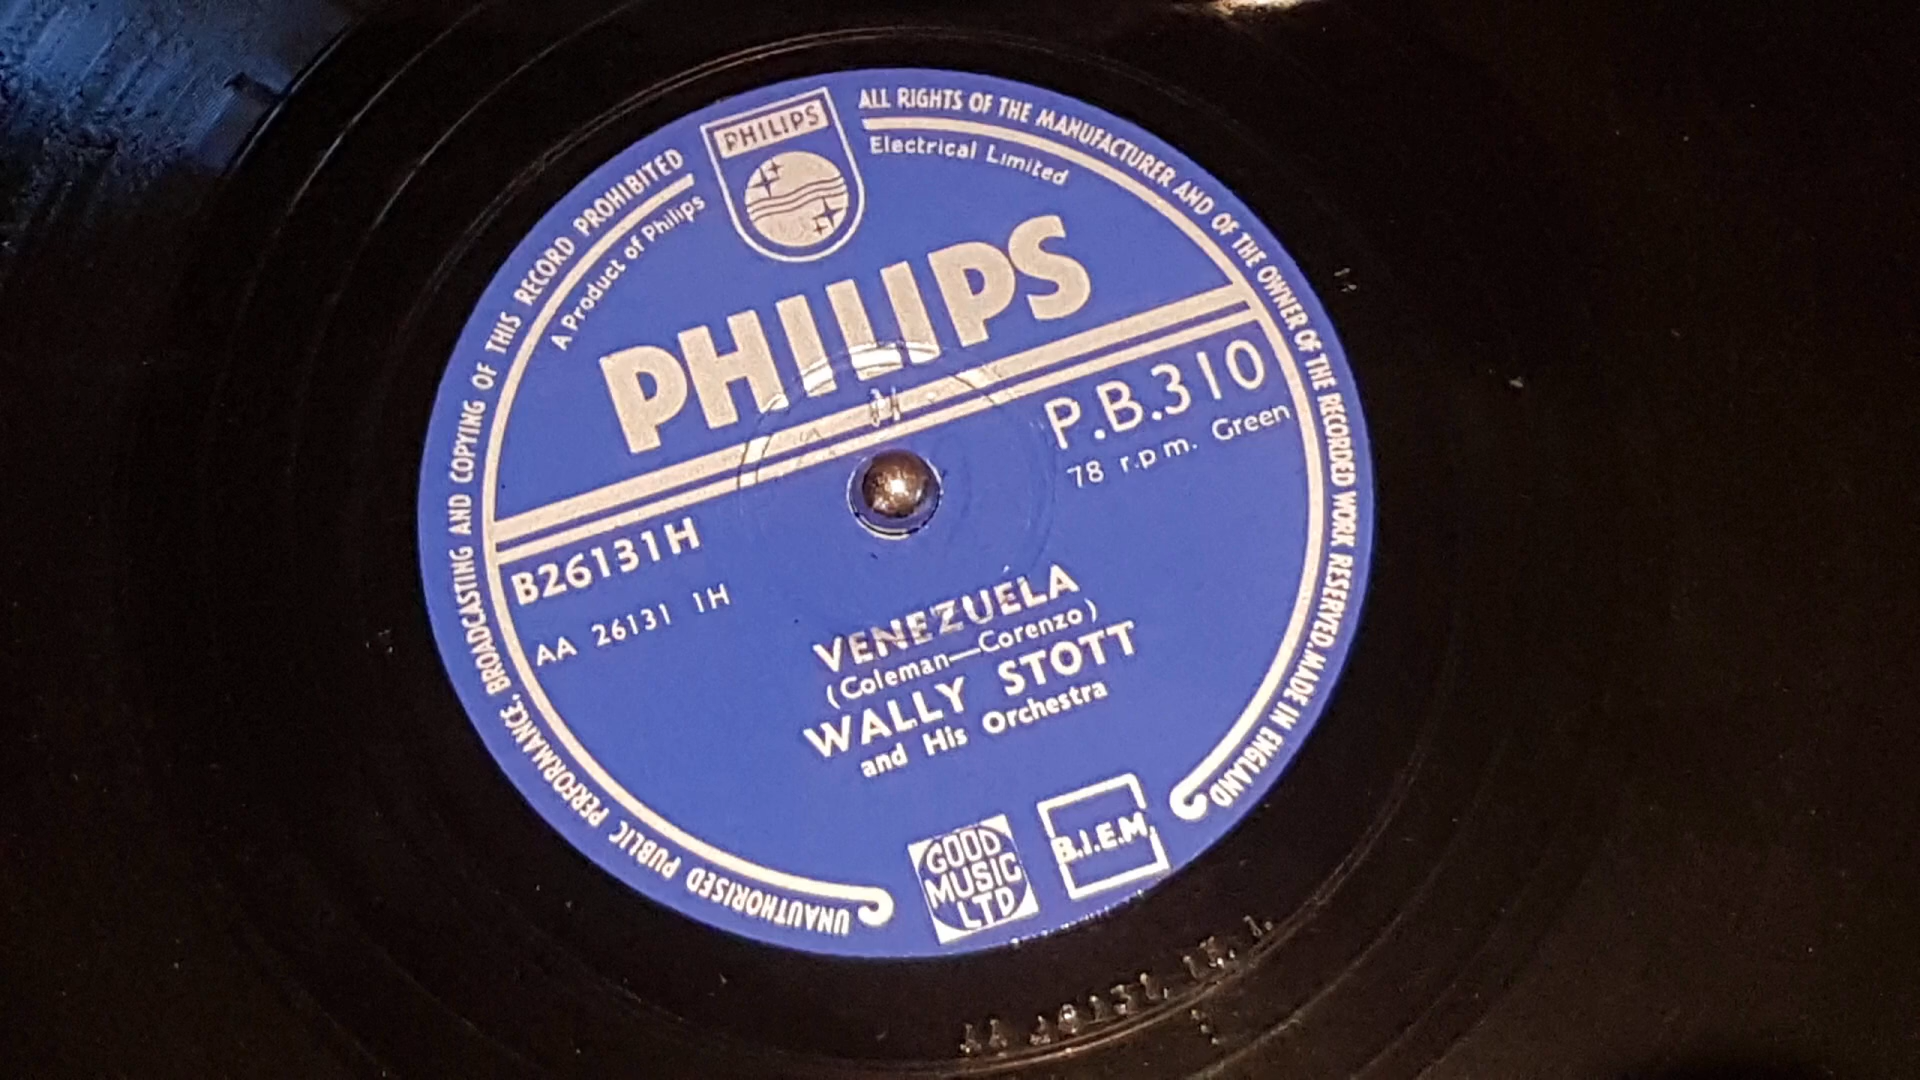 PHILIPS
ALL RIGHTS OF THE MANUFACTURER AND OF THE OWNER OF THE RECORDED WORK RESERVED. MADE IN ENGLAND
UNAUTHORISED PUBLIC PERFORMANCE, BROADCASTING AND COPYING OF THIS RECORD PROHIBITED
A Product of Philips Electrical Limited
PHILIPS
P.B.310
78 r.p m. Green
B26131H
AA 26131 1H
VENEZUELA
(Coleman—Corenzo)
WALLY STOTT
and His Orchestra
GOOD
MUSIC
LTD
B.I.E.M.